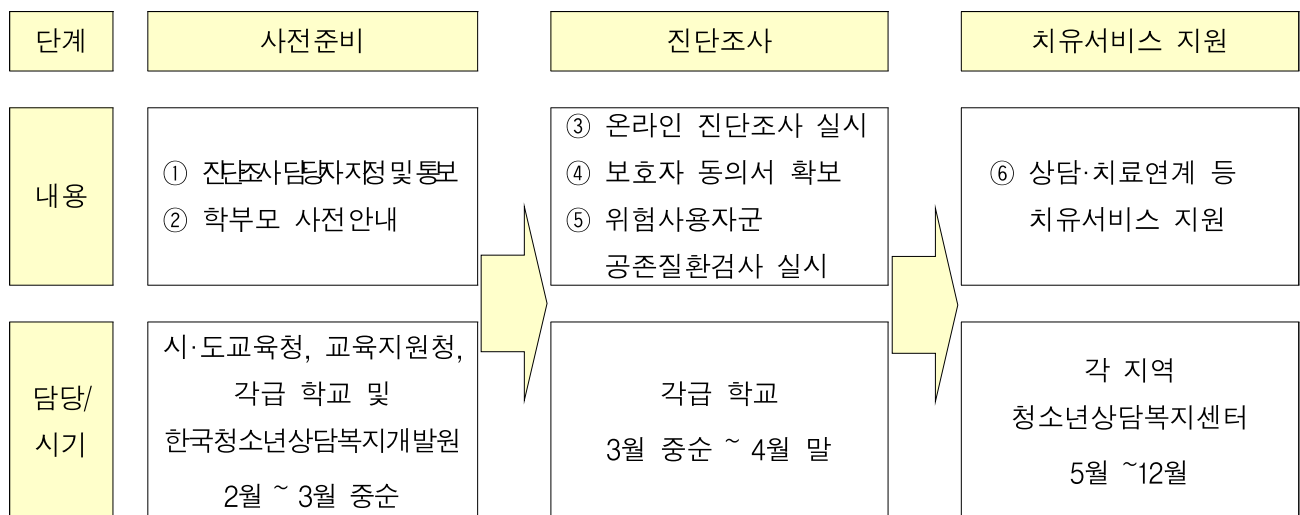 단계
사전준비
진단조사
치유서비스 지원
내용
① 진단조사 담당자 지정 및 통보
② 학부모 사전안내
③ 온라인 진단조사 실시
④ 보호자 동의서 확보
⑤ 위험사용자군
공존질환검사 실시
⑥ 상담·치료연계 등
치유서비스 지원
담당/
시기
시·도교육청, 교육지원청,
각급 학교 및
한국청소년상담복지개발원
2월 ~ 3월 중순
각급 학교
3월 중순 ~ 4월 말
각 지역
청소년상담복지센터
5월 ~12월